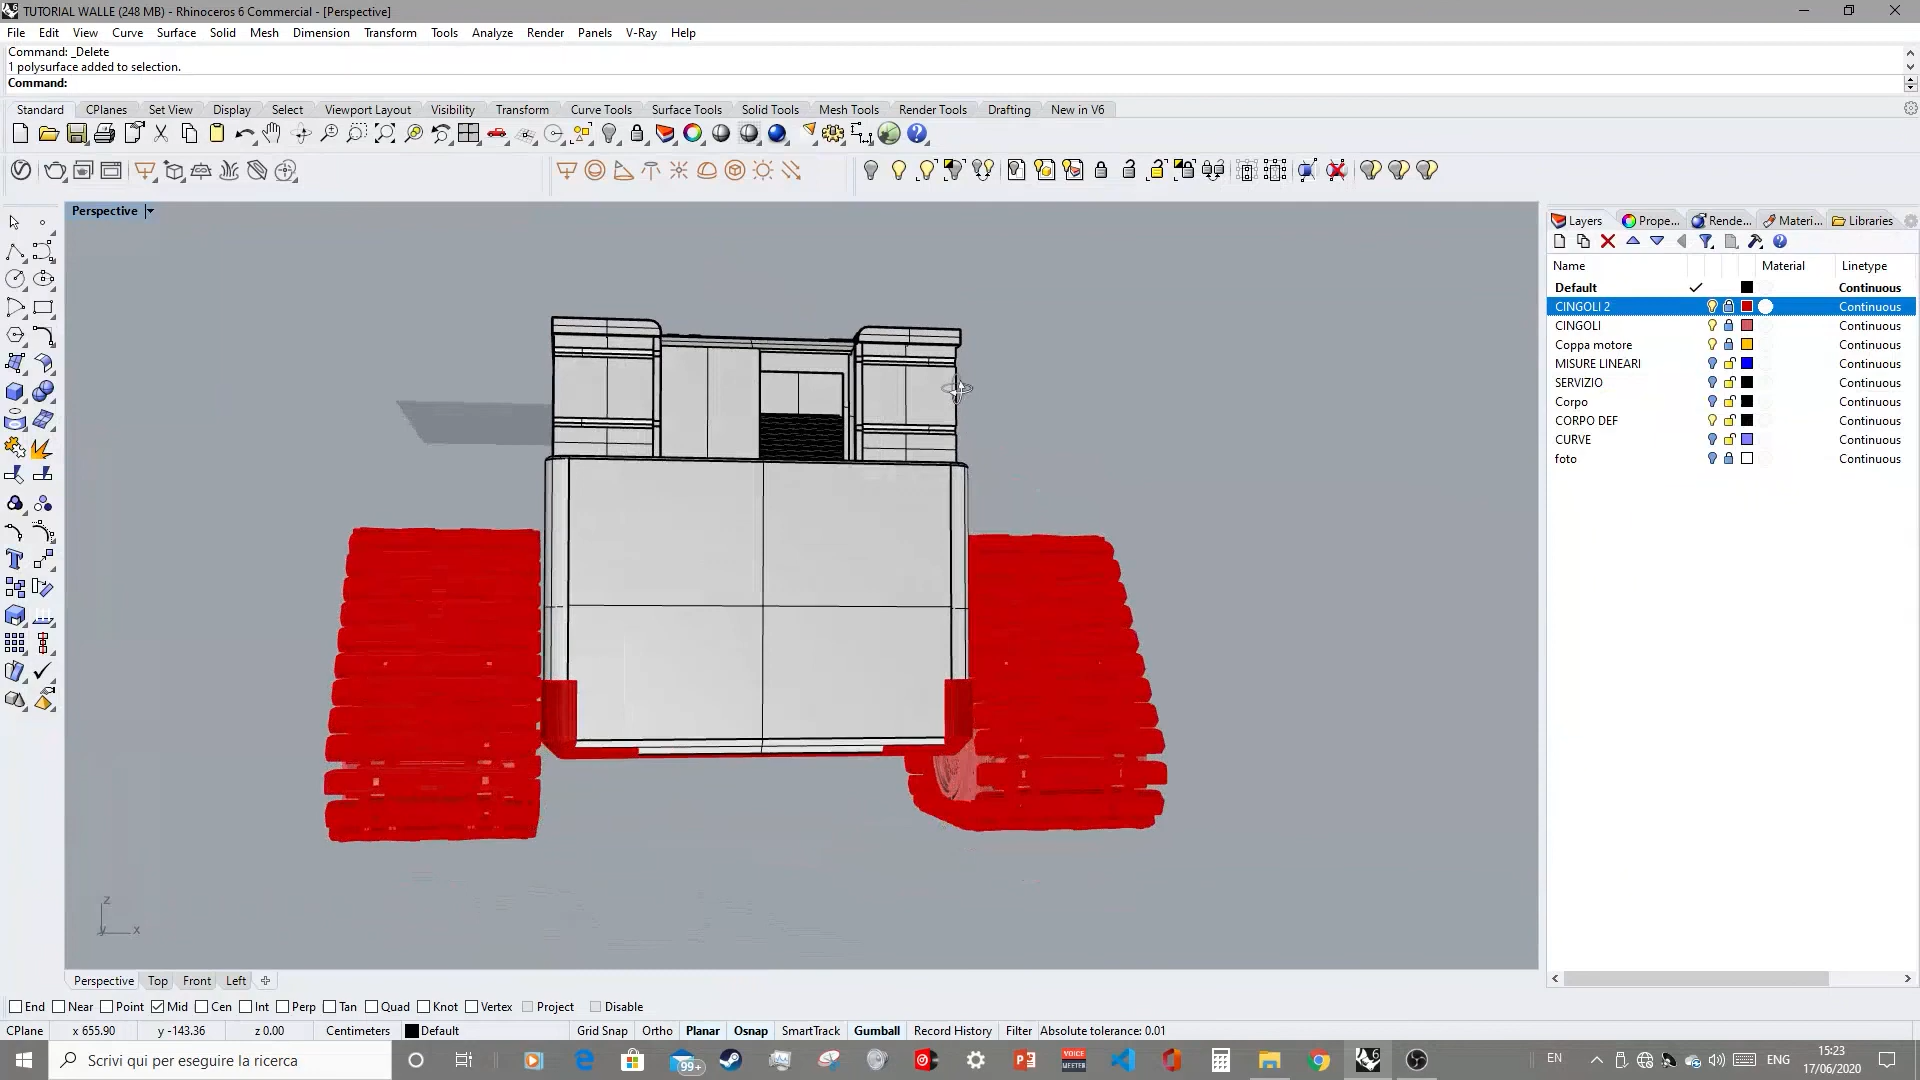 TUTORIAL WALLE (248 MB) - Rhinoceros 6 Commercial - [Perspective]
File Edit View Curve Surface Solid Mesh Dimension Transform Tools Analyze Render Panels V-Ray Help
Command: _Delete
1 polysurface added to selection.
Command:
Standard CPlanes Set View Display Select Viewport Layout Visibility Transform Curve Tools Surface Tools Solid Tools Mesh Tools Render Tools Drafting New in V6
Perspective
Layers Prope... Rende... Materi... Libraries
Name Material Linetype
Default Continuous
CINGOLI 2 Continuous
CINGOLI Continuous
Coppa motore Continuous
MISURE LINEARI Continuous
SERVIZIO Continuous
Corpo Continuous
CORPO DEF Continuous
CURVE Continuous
foto Continuous
z
y x
Perspective Top Front Left
End Near Point Mid Cen Int Perp Tan Quad Knot Vertex Project Disable
CPlane x 655.90 y -143.36 z 0.00 Centimeters Default Grid Snap Ortho Planar Osnap SmartTrack Gumball Record History Filter Absolute tolerance: 0.01
Scrivi qui per eseguire la ricerca
99+
VOICE
MEETER
6
EN
ENG
15:23
17/06/2020